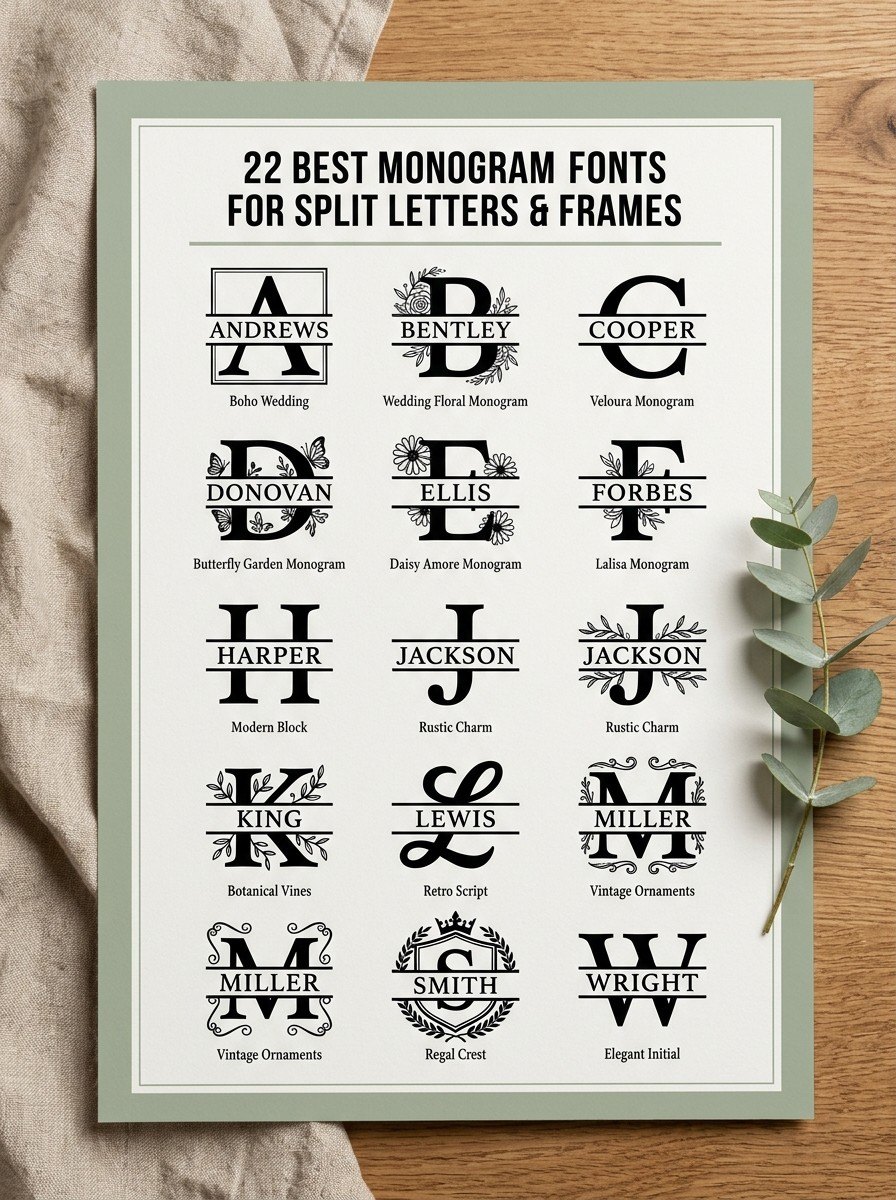 22 BEST MONOGRAM FONTS
FOR SPLIT LETTERS & FRAMES
A
ANDREWS
Boho Wedding
B
BENTLEY
Wedding Floral Monogram
C
COOPER
Veloura Monogram
D
DONOVAN
Butterfly Garden Monogram
E
ELLIS
Daisy Amore Monogram
F
FORBES
Lalisa Monogram
H
HARPER
Modern Block
J
JACKSON
Rustic Charm
J
JACKSON
Rustic Charm
K
KING
Botanical Vines
L
LEWIS
Retro Script
M
MILLER
Vintage Ornaments
M
MILLER
Vintage Ornaments
S
SMITH
Regal Crest
W
WRIGHT
Elegant Initial